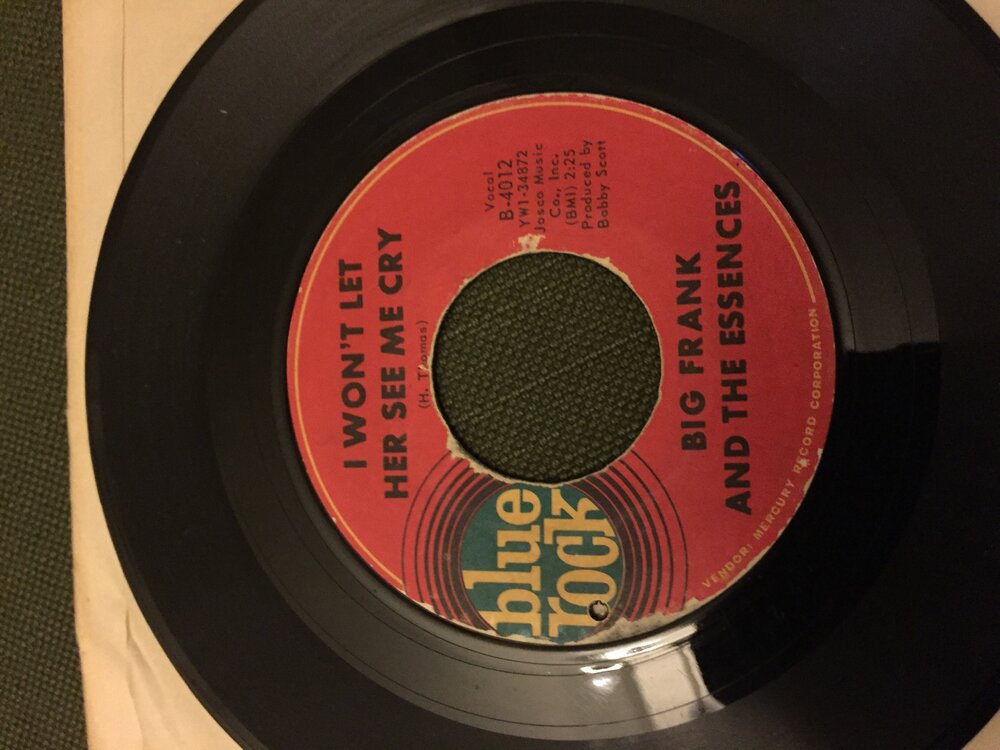 I WON'T LET
HER SEE ME CRY
(H. Thomas)
blue
rock
Vocal
B-4012
YW1-34872
Josco Music
Co., Inc.
(BMI) 2:25
Produced by
Bobby Scott
BIG FRANK
AND THE ESSENCES
VENDOR: MERCURY RECORD CORPORATION